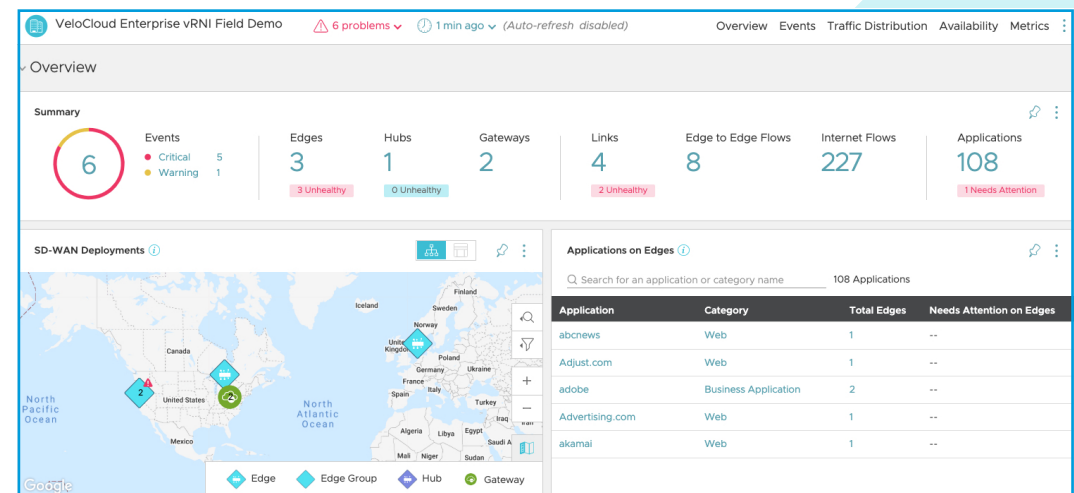 VeloCloud Enterprise vRNI Field Demo
6 problems
1 min ago (Auto-refresh disabled)
Overview Events Traffic Distribution Availability Metrics
Overview
Summary
6
Events
Critical 5
Warning 1
Edges
3
3 Unhealthy
Hubs
1
0 Unhealthy
Gateways
2
Links
4
2 Unhealthy
Edge to Edge Flows
8
Internet Flows
227
Applications
108
1 Needs Attention
SD-WAN Deployments
Finland
Iceland
Sweden
Norway
Canada
Poland
Germany
Ukraine
France
Spain
Italy
Turkey
2
2
United States
North
Pacific
Ocean
North
Atlantic
Ocean
Iraq
Algeria
Libya
Egypt
Mexico
Mali
Niger
Sudan
Google
Edge
Edge Group
Hub
Gateway
Applications on Edges
Search for an application or category name
108 Applications
Application Category Total Edges Needs Attention on Edges
abcnews Web 1 --
Adjust.com Web 1 --
adobe Business Application 2 --
Advertising.com Web 1 --
akamai Web 1 --